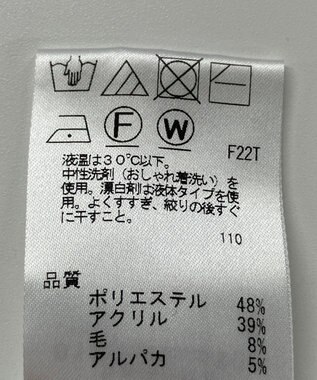 F W F22T
液温は30℃以下。
中性洗剤（おしゃれ着洗い）を
使用。漂白剤は液体タイプを使
用。よくすすぎ、絞りの後すぐ
に干すこと。
110
品質
ポリエステル 48%
アクリル 39%
毛 8%
アルパカ 5%